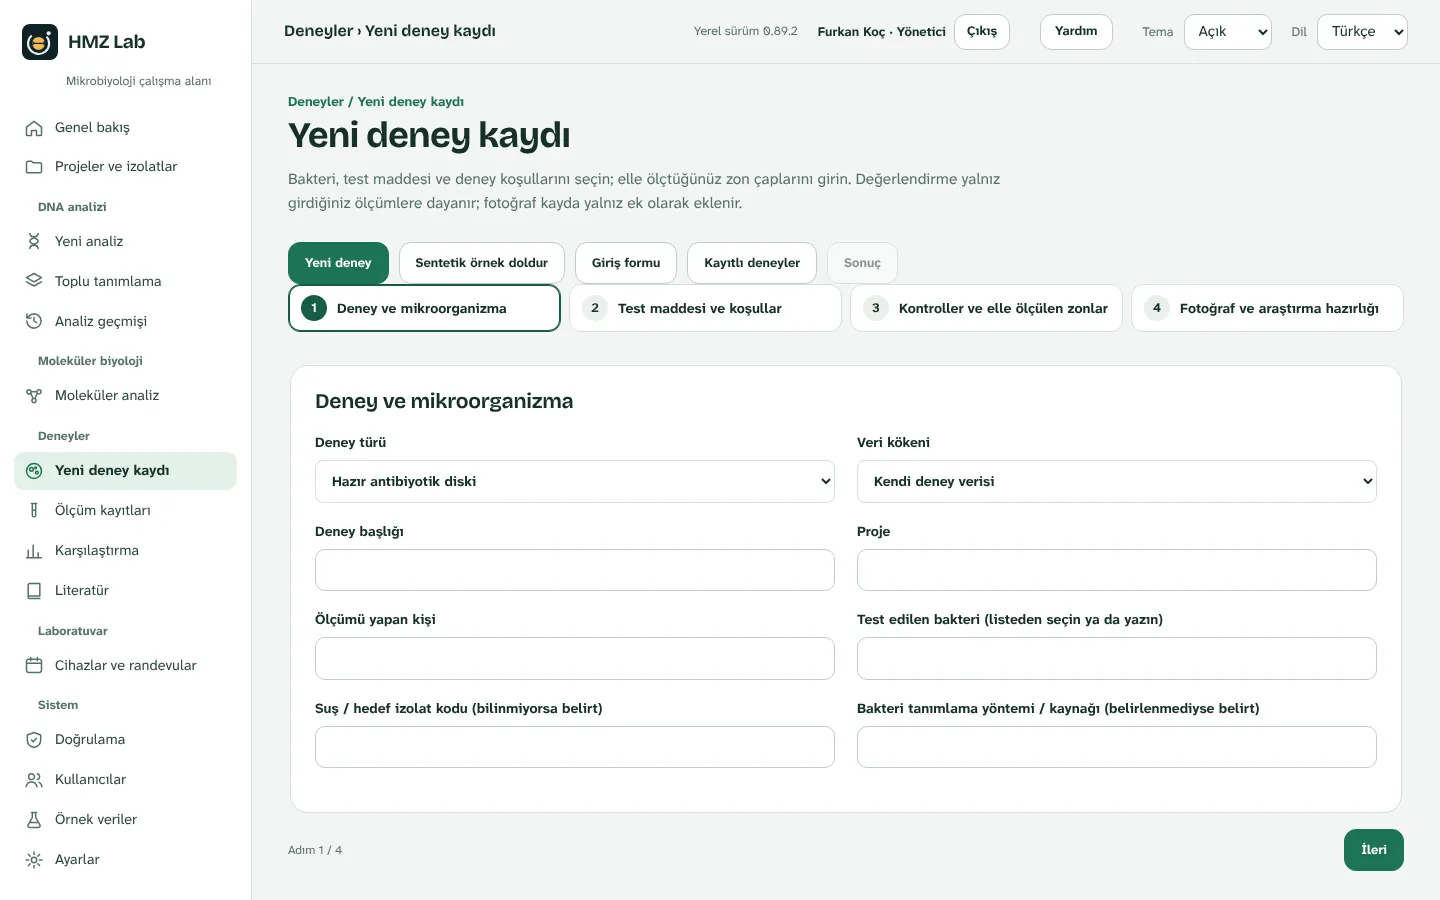 HMZ Lab
Mikrobiyoloji çalışma alanı
Genel bakış
Projeler ve izolatlar
DNA analizi
Yeni analiz
Toplu tanımlama
Analiz geçmişi
Moleküler biyoloji
Moleküler analiz
Deneyler
Yeni deney kaydı
Ölçüm kayıtları
Karşılaştırma
Literatür
Laboratuvar
Cihazlar ve randevular
Sistem
Doğrulama
Kullanıcılar
Örnek veriler
Ayarlar
Deneyler › Yeni deney kaydı
Yerel sürüm 0.89.2
Furkan Koç · Yönetici
Çıkış
Yardım
Tema
Açık
Dil
Türkçe
Deneyler / Yeni deney kaydı
Yeni deney kaydı
Bakteri, test maddesi ve deney koşullarını seçin; elle ölçtüğünüz zon çaplarını girin. Değerlendirme yalnız
girdiğiniz ölçümlere dayanır; fotoğraf kayda yalnız ek olarak eklenir.
Yeni deney
Sentetik örnek doldur
Giriş formu
Kayıtlı deneyler
Sonuç
1 Deney ve mikroorganizma
2 Test maddesi ve koşullar
3 Kontroller ve elle ölçülen zonlar
4 Fotoğraf ve araştırma hazırlığı
Deney ve mikroorganizma
Deney türü
Hazır antibiyotik diski
Veri kökeni
Kendi deney verisi
Deney başlığı
Proje
Ölçümü yapan kişi
Test edilen bakteri (listeden seçin ya da yazın)
Suş / hedef izolat kodu (bilinmiyorsa belirt)
Bakteri tanımlama yöntemi / kaynağı (belirlenmediyse belirt)
Adım 1 / 4
İleri